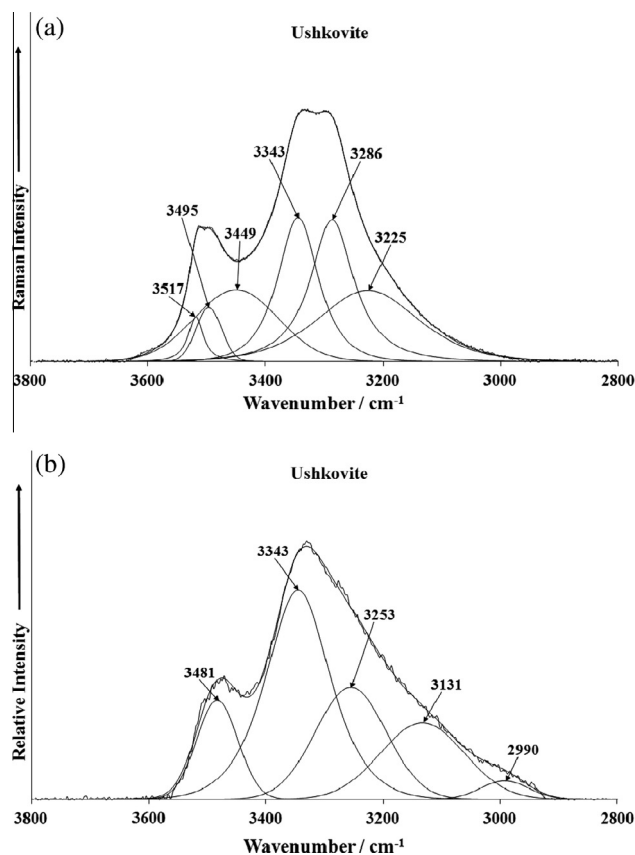 (a)
Ushkovite
Raman Intensity
3343
3286
3495
3449
3225
3517
3800 3600 3400 3200 3000 2800
Wavenumber / cm-1
(b)
Ushkovite
Relative Intensity
3343
3253
3481
3131
2990
3800 3600 3400 3200 3000 2800
Wavenumber / cm-1